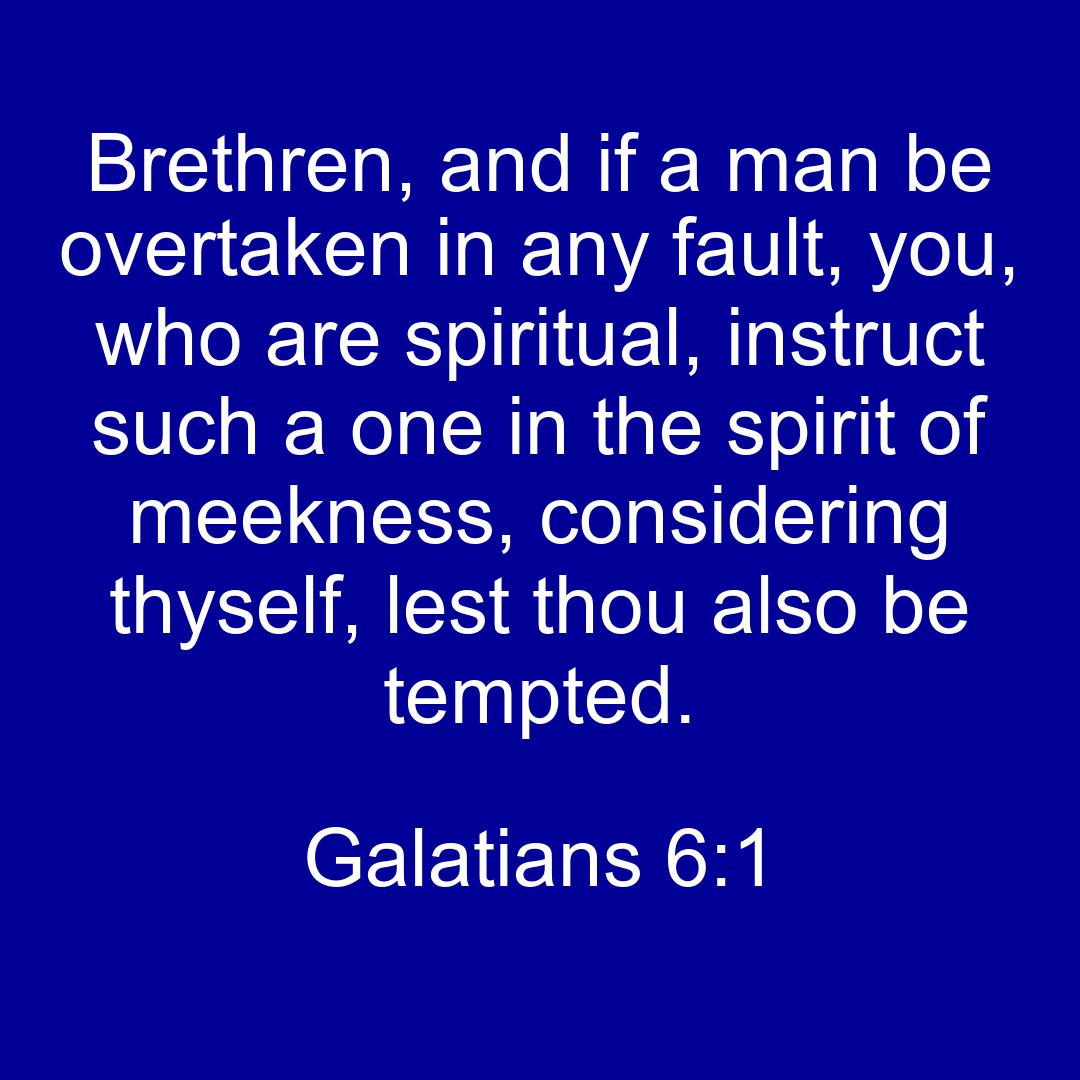 Brethren, and if a man be
overtaken in any fault, you,
who are spiritual, instruct
such a one in the spirit of
meekness, considering
thyself, lest thou also be
tempted.
Galatians 6:1